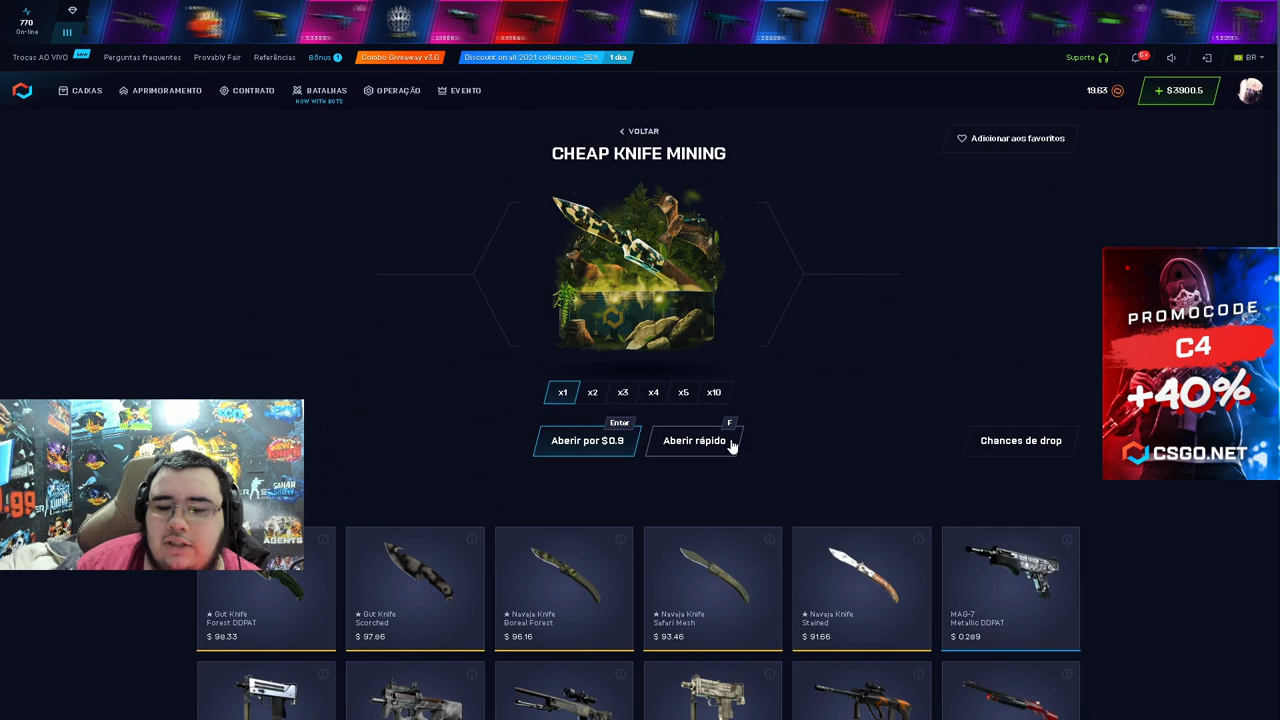 770
On-line
Trocas AO VIVO
NEW
Perguntas frequentes
Provably Fair
Referências
Bônus
Combo Giveaway v3.0
Discount on all 2021 collections -25%
1 dia
Suporte
BR
CAIXAS
APRIMORAMENTO
CONTRATO
BATALHAS
NOW WITH BOTS
OPERAÇÃO
EVENTO
19.63
+ $3900.5
VOLTAR
CHEAP KNIFE MINING
Adicionar aos favoritos
PROMOCODE
C4
+40%
CSGO.NET
x1
x2
x3
x4
x5
x10
Enter
F
Aberir por $0.9
Aberir rápido
Chances de drop
★ Gut Knife
Forest DDPAT
$ 98.33
★ Gut Knife
Scorched
$ 97.86
★ Navaja Knife
Boreal Forest
$ 96.16
★ Navaja Knife
Safari Mesh
$ 93.46
★ Navaja Knife
Stained
$ 91.66
MAG-7
Metallic DDPAT
$ 0.289
AGENTS